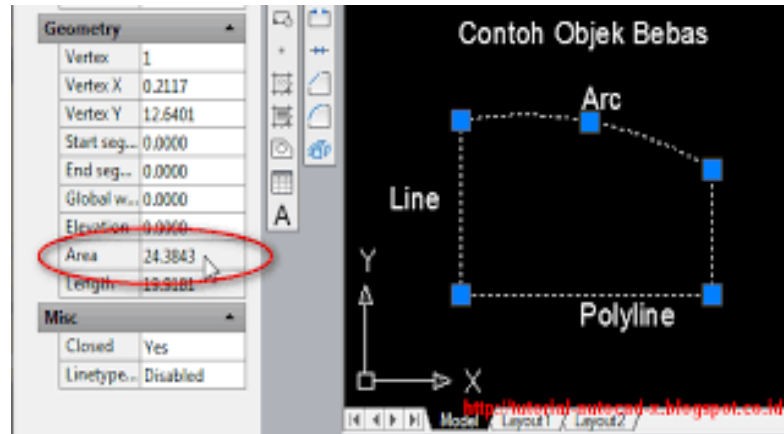 Geometry
Vertex 1
Vertex X 0.2117
Vertex Y 12.6401
Start seg... 0.0000
End seg... 0.0000
Global w... 0.0000
Elevation 0.0000
Area 24.3843
Length 19.9181
Misc
Closed Yes
Linetype... Disabled
A
Contoh Objek Bebas
Arc
Line
Polyline
Y
X
http://tutorial-autocad-x.blogspot.co.id
Model Layout1 Layout2